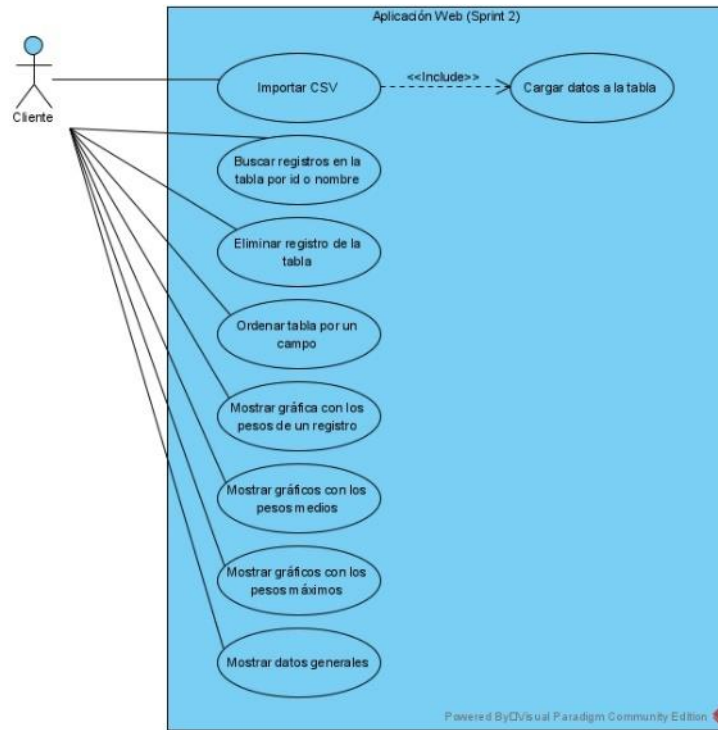 Aplicación Web (Sprint 2)
Cliente
Importar CSV
<<Include>>
Cargar datos a la tabla
Buscar registros en la
tabla por id o nombre
Eliminar registro de la
tabla
Ordenar tabla por un
campo
Mostrar gráfica con los
pesos de un registro
Mostrar gráficos con los
pesos medios
Mostrar gráficos con los
pesos máximos
Mostrar datos generales
Powered By□Visual Paradigm Community Edition